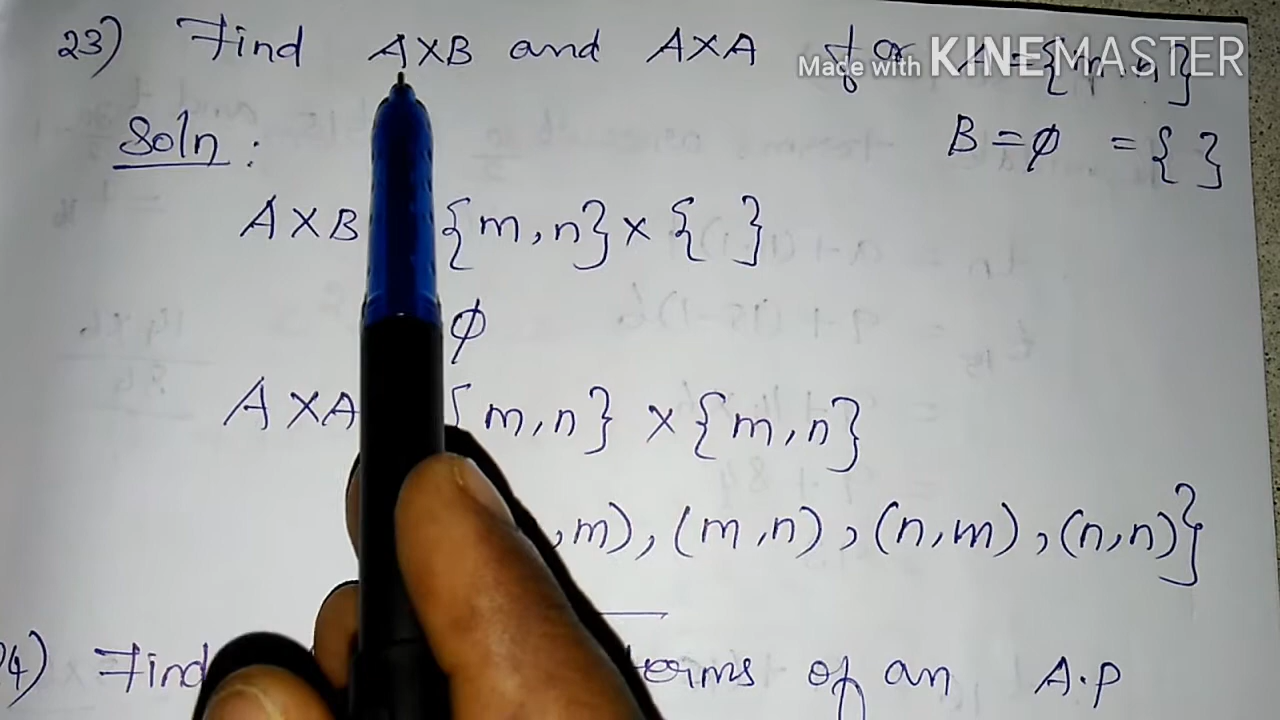 23) Find A×B and A×A for A={m,n}
Made with KINEMASTER
B=φ = { }
Soln :
A×B {m,n}×{ }
φ
A×A {m,n} ×{m,n}
,m),(m,n),(n,m),(n,n)}
4) Find terms of an A.P